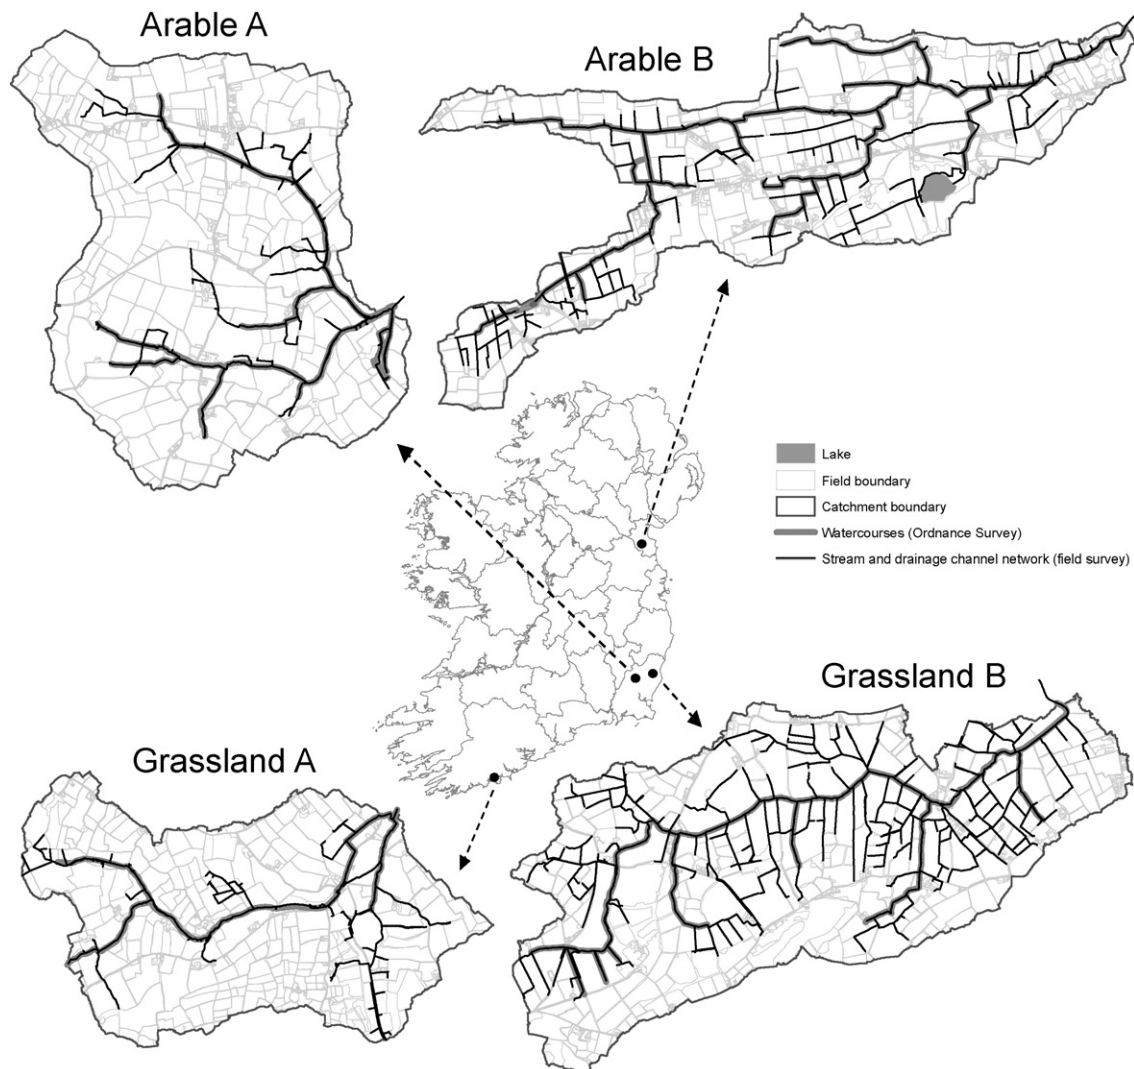 Arable A
Arable B
Lake
Field boundary
Catchment boundary
Watercourses (Ordnance Survey)
Stream and drainage channel network (field survey)
Grassland B
Grassland A